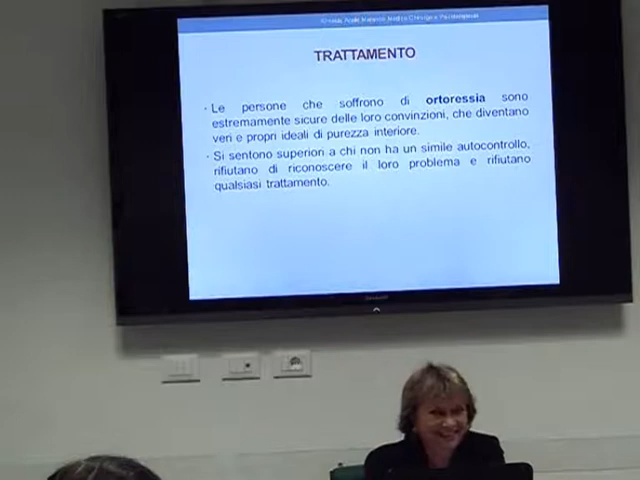 TRATTAMENTO
· Le persone che soffrono di ortoressia sono
estremamente sicure delle loro convinzioni, che diventano
veri e propri ideali di purezza interiore.
· Si sentono superiori a chi non ha un simile autocontrollo,
rifiutano di riconoscere il loro problema e rifiutano
qualsiasi trattamento.